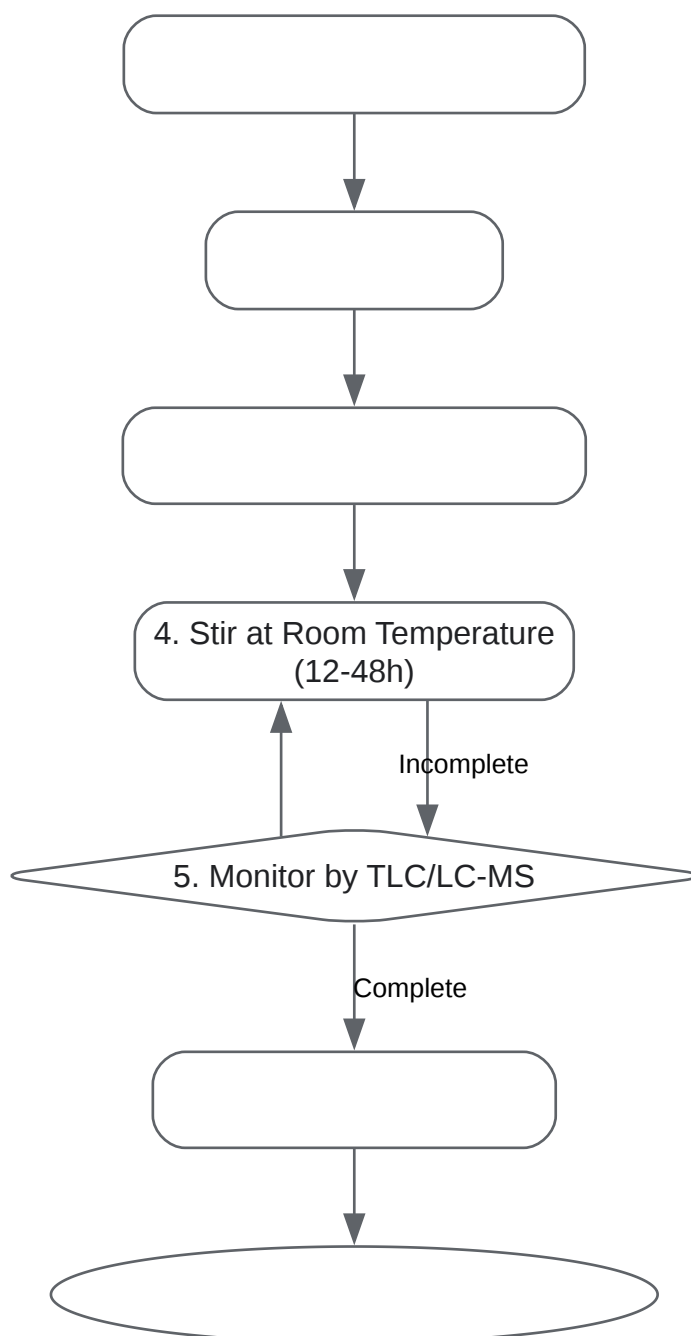 4. Stir at Room Temperature
(12-48h)
Incomplete
5. Monitor by TLC/LC-MS
Complete